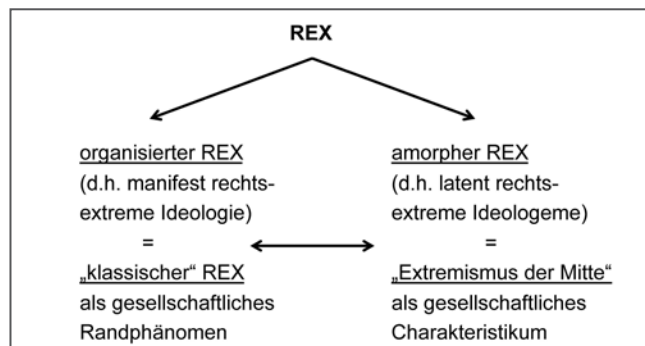 REX
organisierter REX
(d.h. manifest rechts-
extreme Ideologie)
=
„klassischer“ REX
als gesellschaftliches
Randphänomen
amorpher REX
(d.h. latent rechts-
extreme Ideologeme)
=
„Extremismus der Mitte“
als gesellschaftliches
Charakteristikum